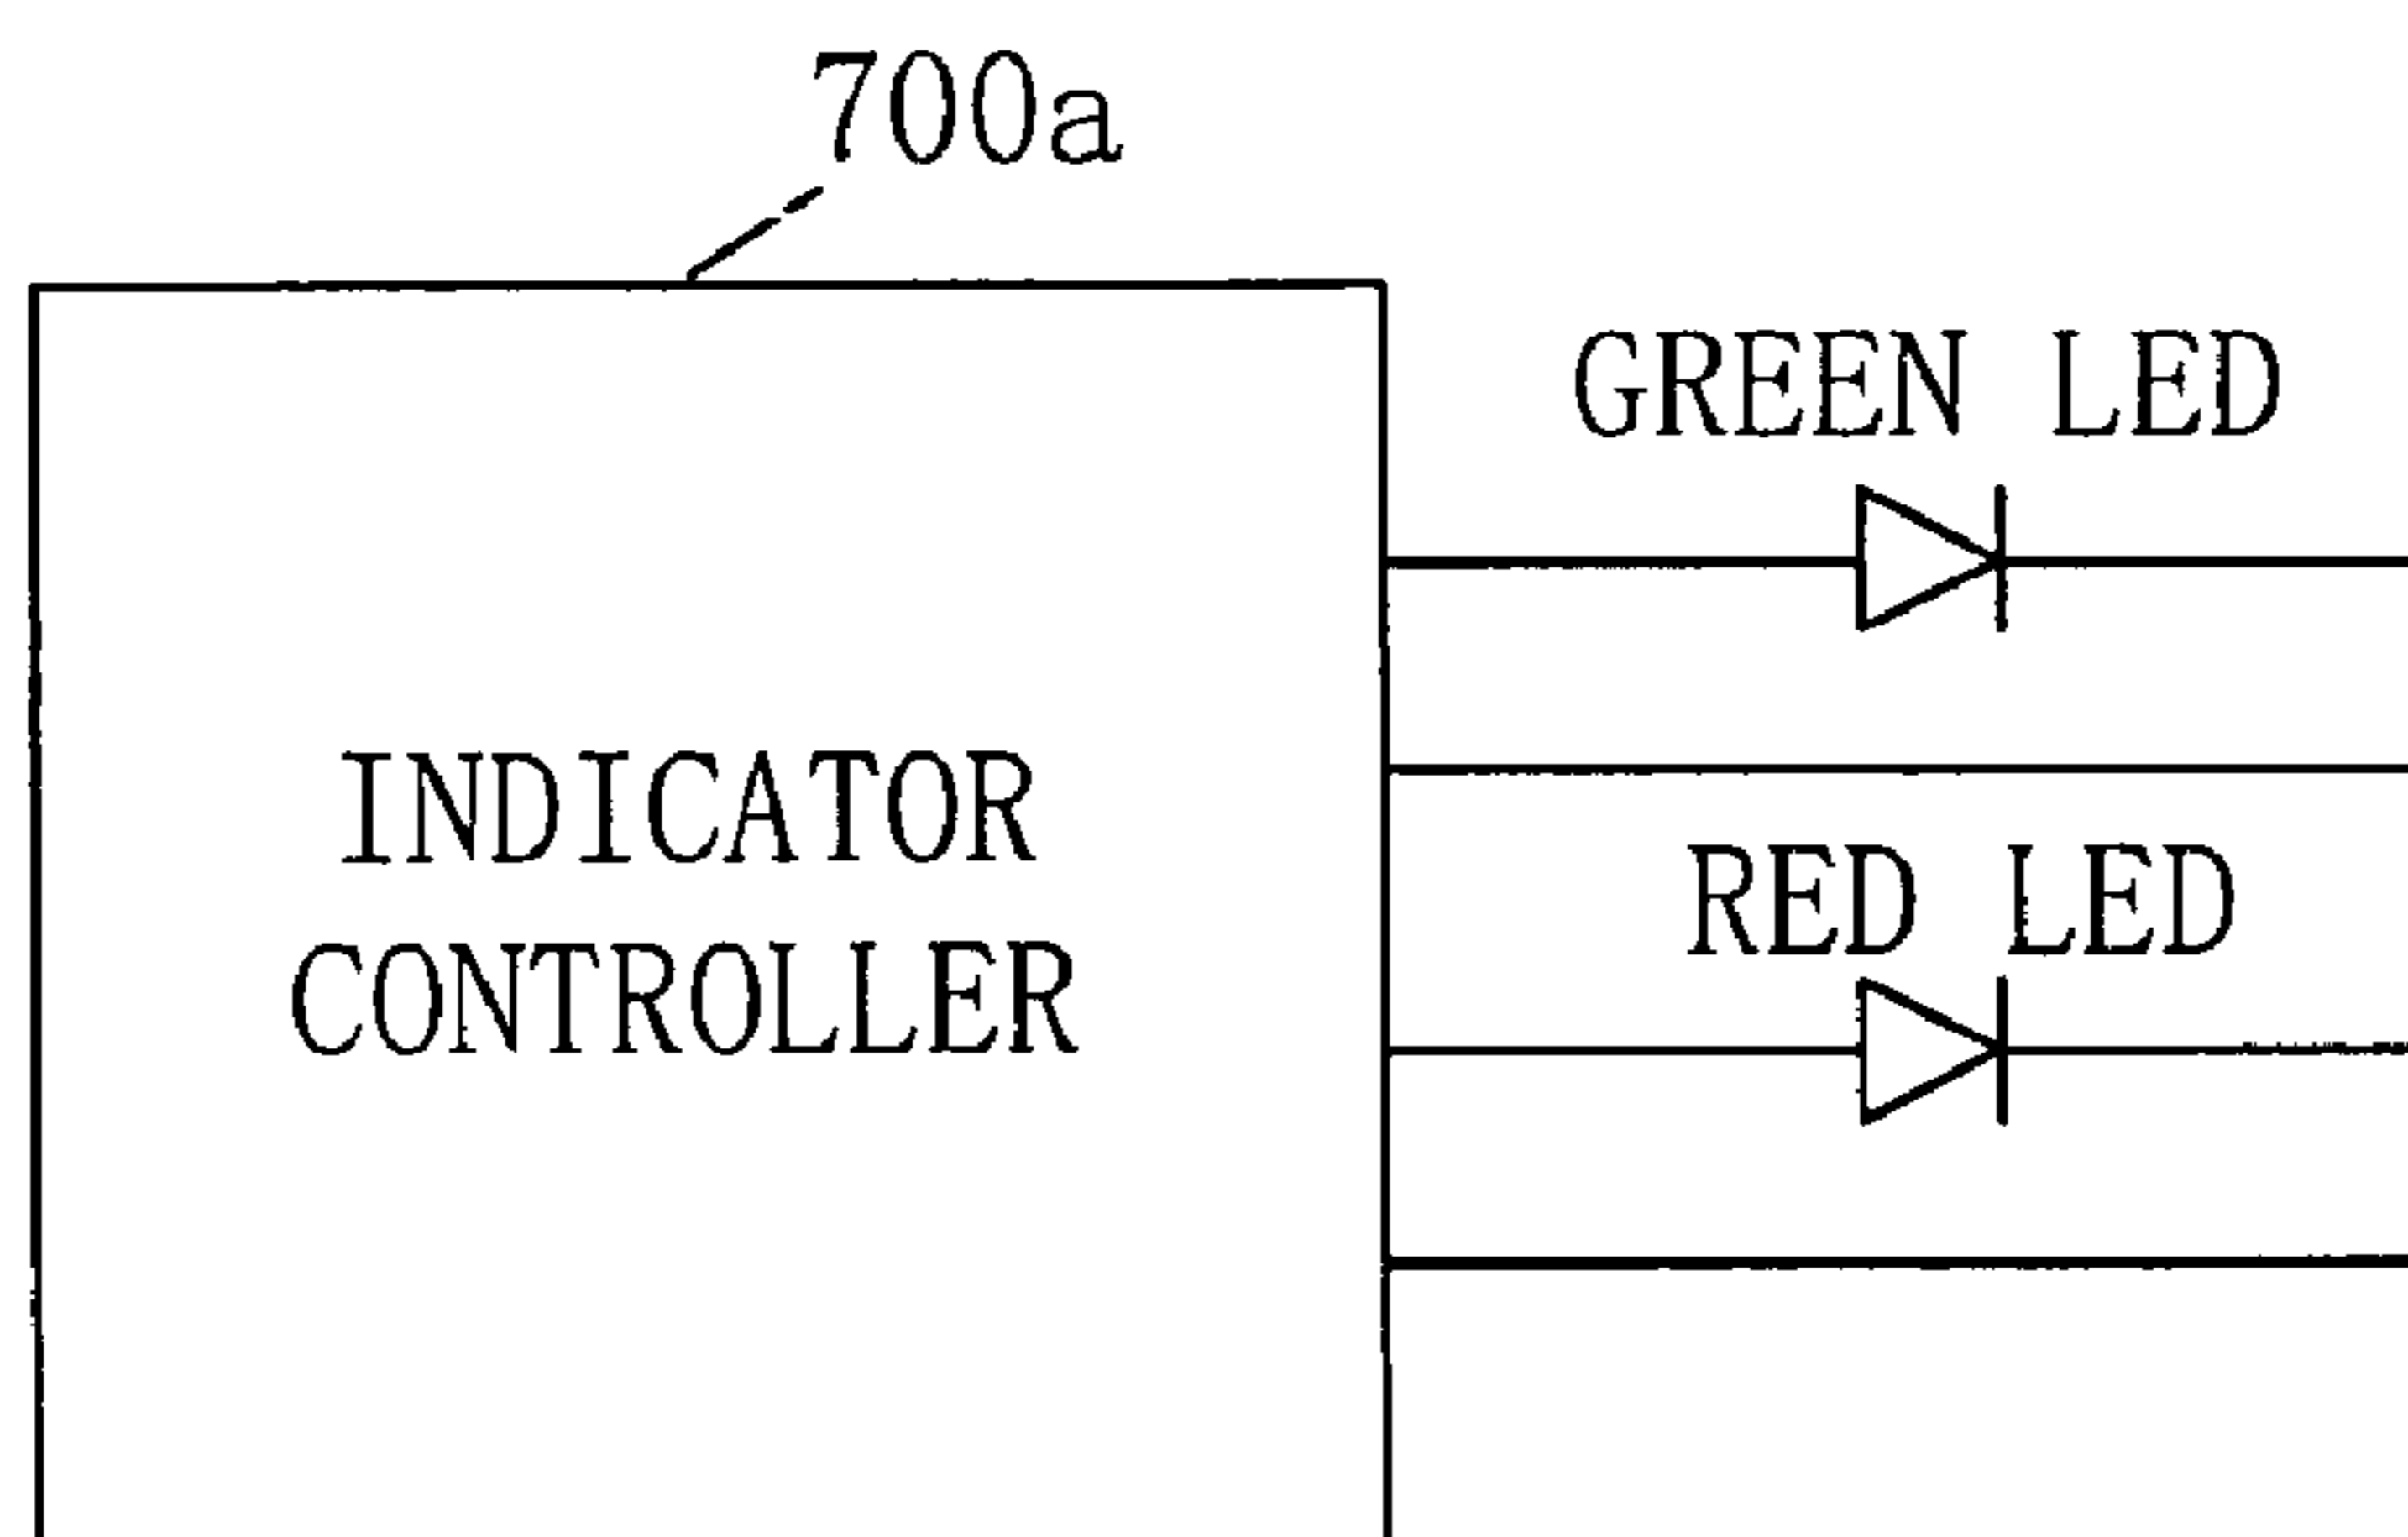 700a
GREEN LED
INDICATOR
CONTROLLER
RED LED